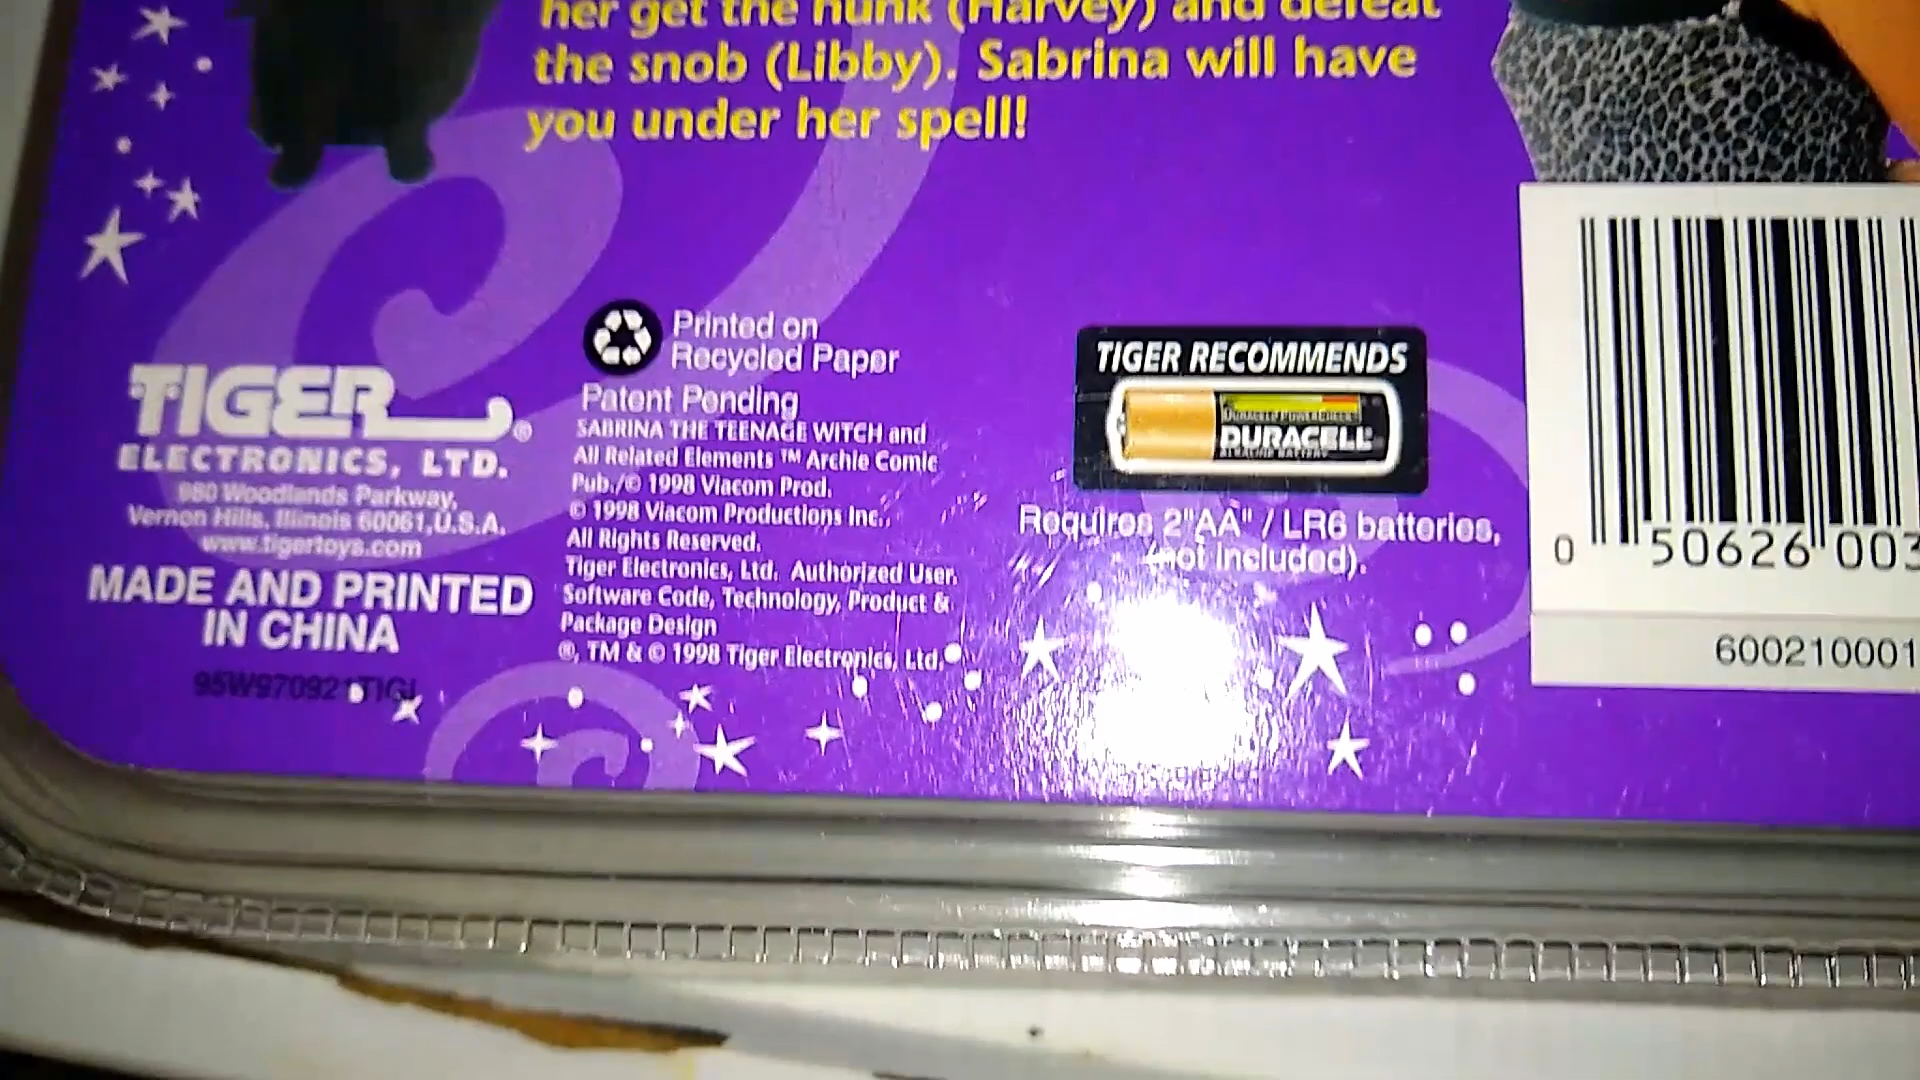 her get the hunk (Harvey) and defeat
the snob (Libby). Sabrina will have
you under her spell!
Printed on
Recycled Paper
Patent Pending
SABRINA THE TEENAGE WITCH and
All Related Elements ™ Archie Comic
Pub./© 1998 Viacom Prod.
© 1998 Viacom Productions Inc.,
All Rights Reserved.
Tiger Electronics, Ltd. Authorized User.
Software Code, Technology, Product &
Package Design
®, TM & © 1998 Tiger Electronics, Ltd.
TIGER®
ELECTRONICS, LTD.
980 Woodlands Parkway,
Vernon Hills, Illinois 60061, U.S.A.
www.tigertoys.com
MADE AND PRINTED
IN CHINA
95W970921TIGL
TIGER RECOMMENDS
DURACELL POWERCHECK
DURACELL
ALKALINE BATTERY
Requires 2"AA" / LR6 batteries,
(not included).
0 50626 003
600210001